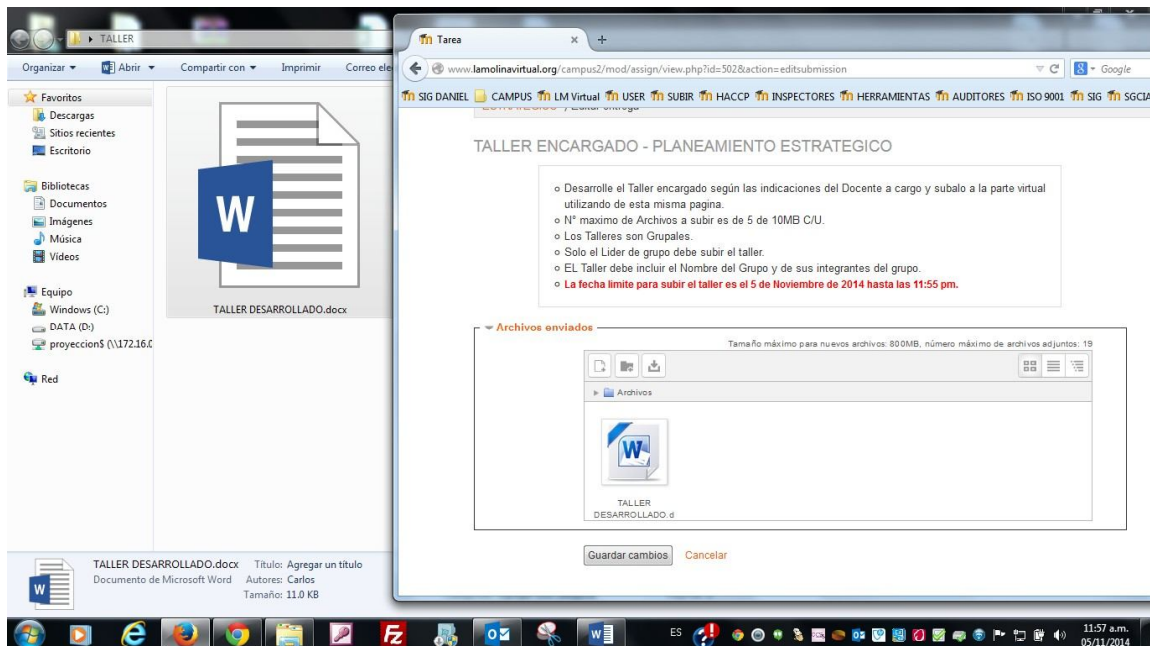 TALLER
Organizar Abrir Compartir con Imprimir Correo ele
Favoritos
Descargas
Sitios recientes
Escritorio
Bibliotecas
Documentos
Imágenes
Música
Vídeos
Equipo
Windows (C:)
DATA (D:)
proyeccion$ (\\172.16.0
Red
W
TALLER DESARROLLADO.docx
TALLER DESARROLLADO.docx Título: Agregar un título
Documento de Microsoft Word Autores: Carlos
Tamaño: 11.0 KB
W
Tarea
www.lamolinavirtual.org/campus2/mod/assign/view.php?id=502&action=editsubmission
8 Google
SIG DANIEL CAMPUS LM Virtual USER SUBIR HACCP INSPECTORES HERRAMIENTAS AUDITORES ISO 9001 SIG SGCIA
TALLER ENCARGADO - PLANEAMIENTO ESTRATEGICO
Desarrolle el Taller encargado según las indicaciones del Docente a cargo y subalo a la parte virtual
utilizando de esta misma pagina.
N° maximo de Archivos a subir es de 5 de 10MB C/U.
Los Talleres son Grupales.
Solo el Lider de grupo debe subir el taller.
EL Taller debe incluir el Nombre del Grupo y de sus integrantes del grupo.
La fecha limite para subir el taller es el 5 de Noviembre de 2014 hasta las 11:55 pm.
Archivos enviados
Tamaño máximo para nuevos archivos: 800MB, número máximo de archivos adjuntos: 19
Archivos
W
TALLER
DESARROLLADO.d
Guardar cambios Cancelar
ES
11:57 a.m.
05/11/2014